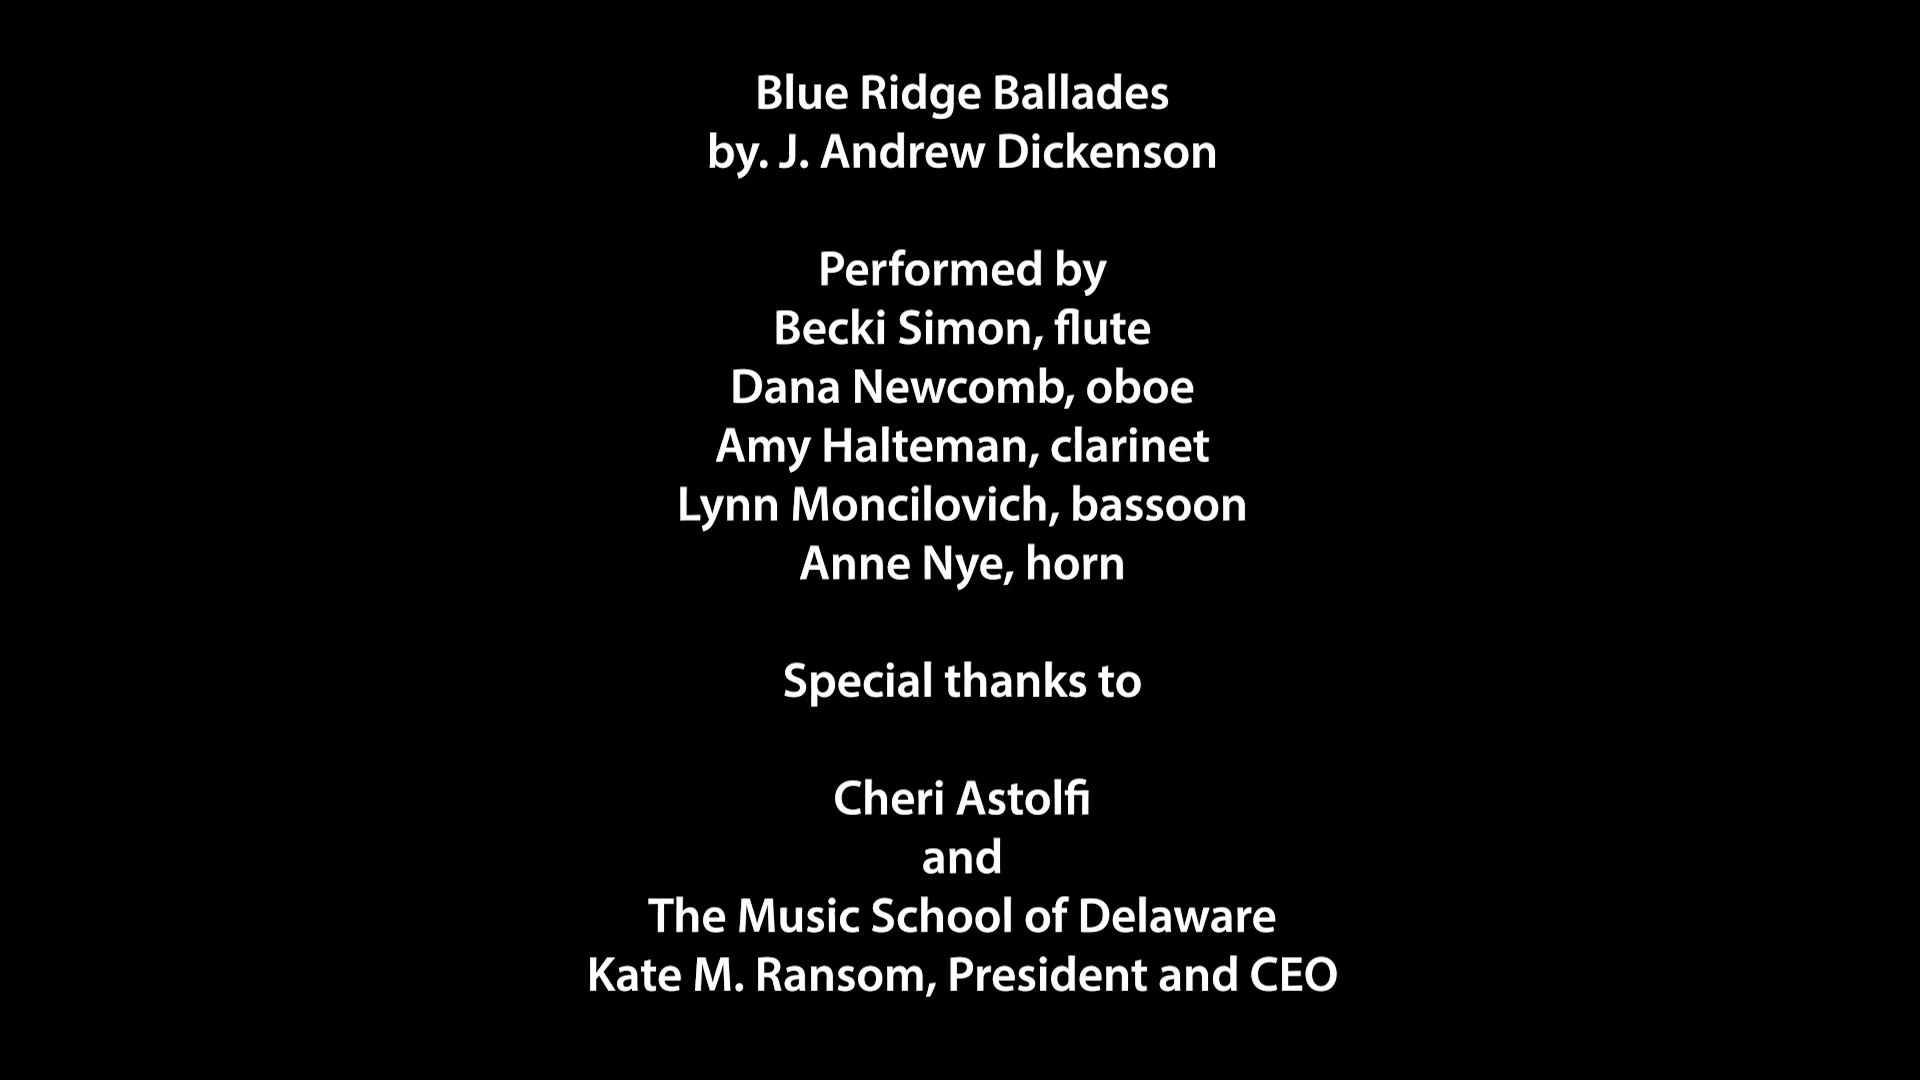 Blue Ridge Ballades
by. J. Andrew Dickenson
Performed by
Becki Simon, flute
Dana Newcomb, oboe
Amy Halteman, clarinet
Lynn Moncilovich, bassoon
Anne Nye, horn
Special thanks to
Cheri Astolfi
and
The Music School of Delaware
Kate M. Ransom, President and CEO